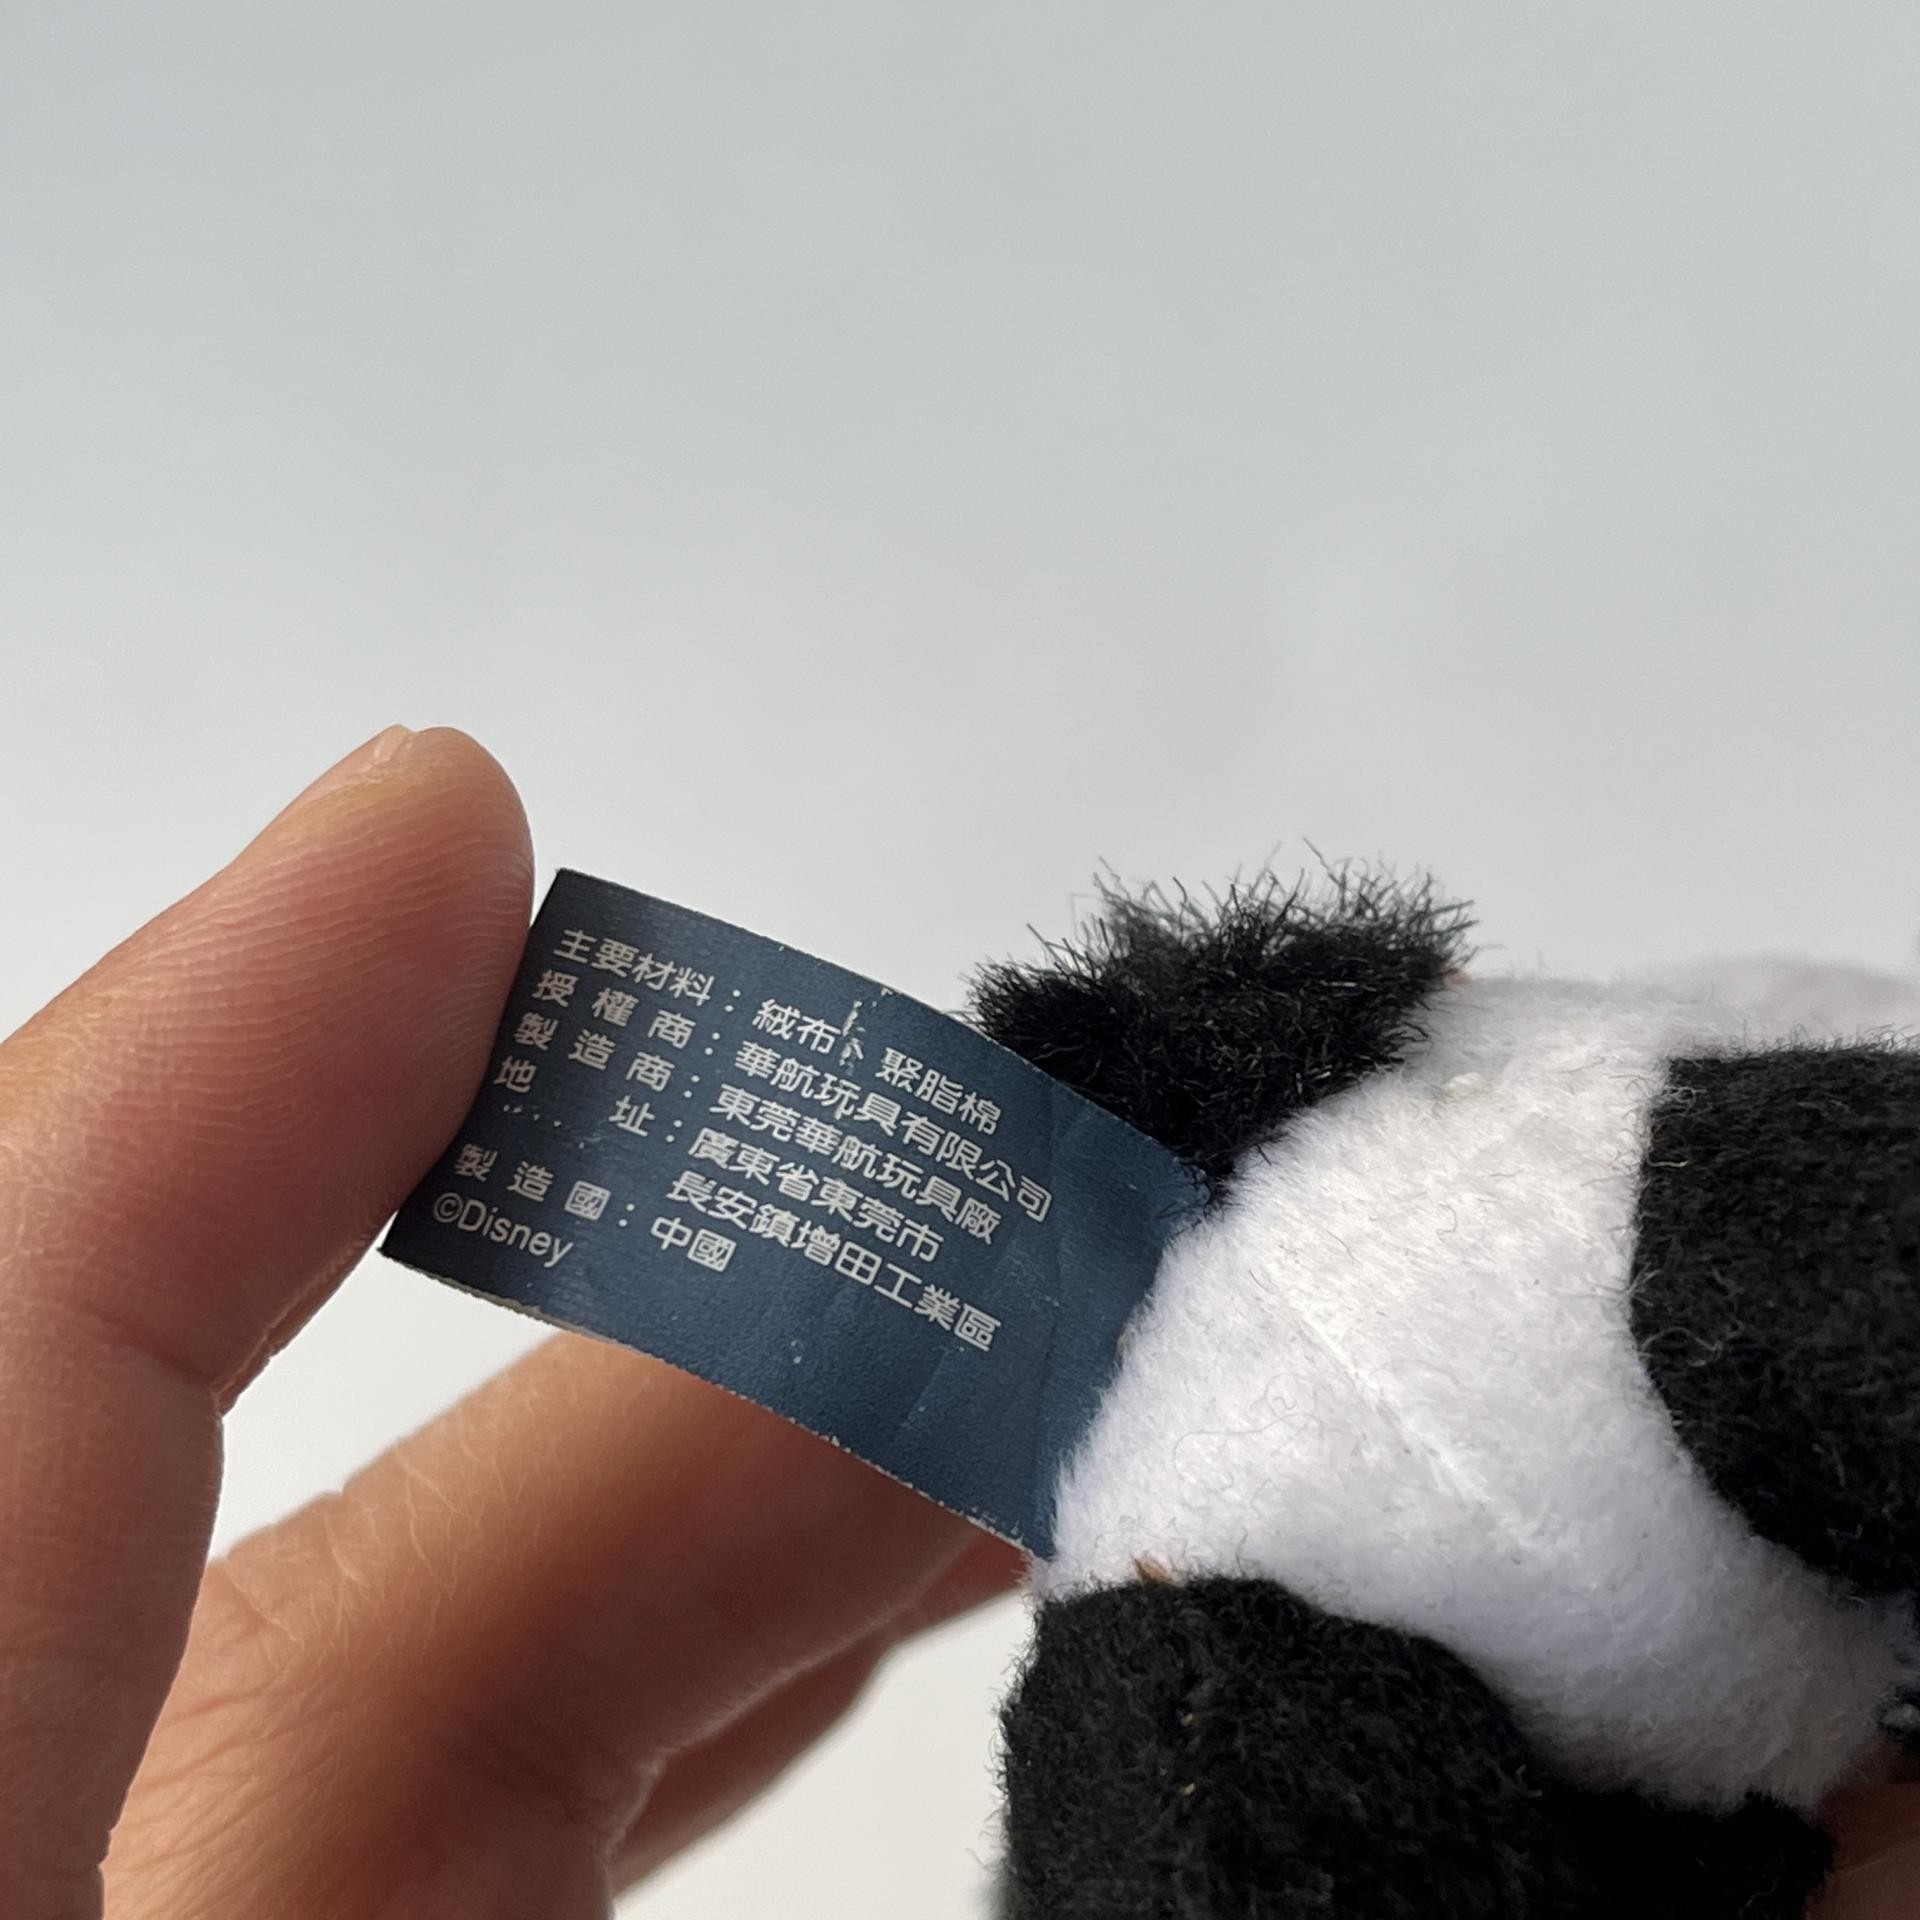 主要材料：絨布、聚脂棉
授權商：華航玩具有限公司
製造商：東莞華航玩具廠
地址：廣東省東莞市
長安鎮增田工業區
製造國：中國
©Disney